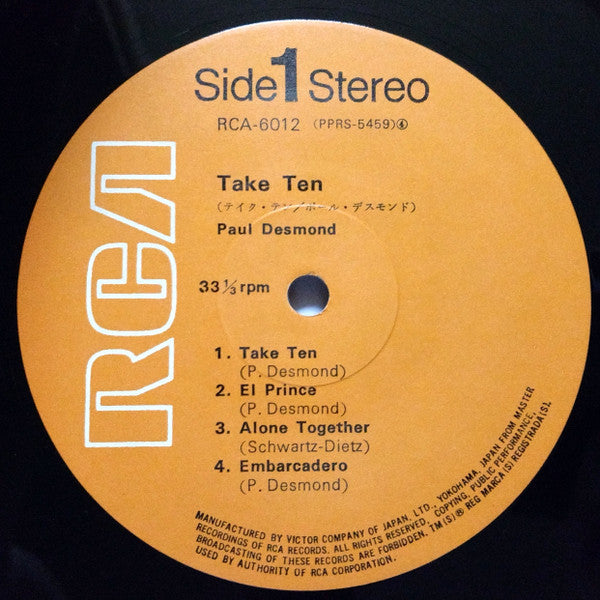 Side 1 Stereo
RCA-6012 (PPRS-5459)④
Take Ten
(テイク・テン/ポール・デスモンド)
Paul Desmond
33⅓rpm
1. Take Ten
(P. Desmond)
2. El Prince
(P. Desmond)
3. Alone Together
(Schwartz-Dietz)
4. Embarcadero
(P. Desmond)
RCA
MANUFACTURED BY VICTOR COMPANY OF JAPAN, LTD., YOKOHAMA, JAPAN FROM MASTER
RECORDINGS OF RCA RECORDS. ALL RIGHTS RESERVED, COPYING, PUBLIC PERFORMANCE,
BROADCASTING OF THESE RECORDS ARE FORBIDDEN. TM(S)® REG MARCA(S) REGISTRADA(S).
USED BY AUTHORITY OF RCA CORPORATION.